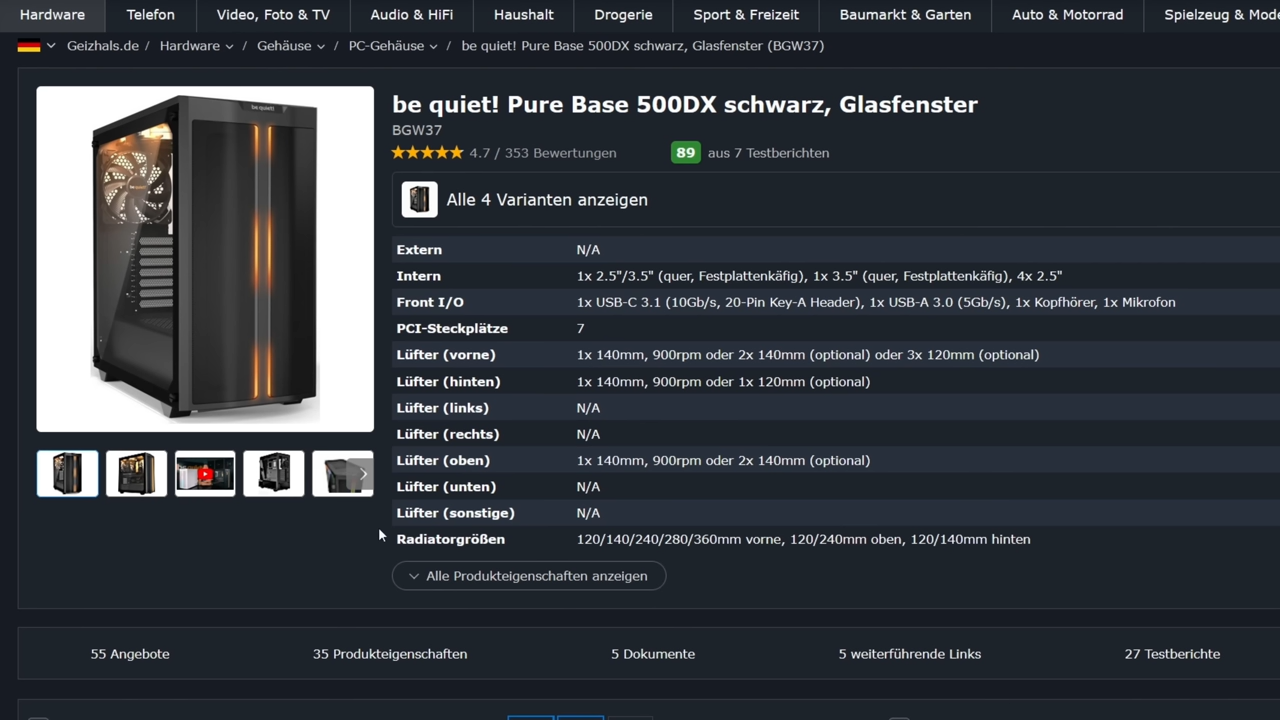 Hardware Telefon Video, Foto & TV Audio & HiFi Haushalt Drogerie Sport & Freizeit Baumarkt & Garten Auto & Motorrad Spielzeug & Mode
Geizhals.de / Hardware / Gehäuse / PC-Gehäuse / be quiet! Pure Base 500DX schwarz, Glasfenster (BGW37)
be quiet!
be quiet! Pure Base 500DX schwarz, Glasfenster
BGW37
4.7 / 353 Bewertungen 89 aus 7 Testberichten
Alle 4 Varianten anzeigen
Extern N/A
Intern 1x 2.5"/3.5" (quer, Festplattenkäfig), 1x 3.5" (quer, Festplattenkäfig), 4x 2.5"
Front I/O 1x USB-C 3.1 (10Gb/s, 20-Pin Key-A Header), 1x USB-A 3.0 (5Gb/s), 1x Kopfhörer, 1x Mikrofon
PCI-Steckplätze 7
Lüfter (vorne) 1x 140mm, 900rpm oder 2x 140mm (optional) oder 3x 120mm (optional)
Lüfter (hinten) 1x 140mm, 900rpm oder 1x 120mm (optional)
Lüfter (links) N/A
Lüfter (rechts) N/A
Lüfter (oben) 1x 140mm, 900rpm oder 2x 140mm (optional)
Lüfter (unten) N/A
Lüfter (sonstige) N/A
Radiatorgrößen 120/140/240/280/360mm vorne, 120/240mm oben, 120/140mm hinten
Alle Produkteigenschaften anzeigen
55 Angebote 35 Produkteigenschaften 5 Dokumente 5 weiterführende Links 27 Testberichte